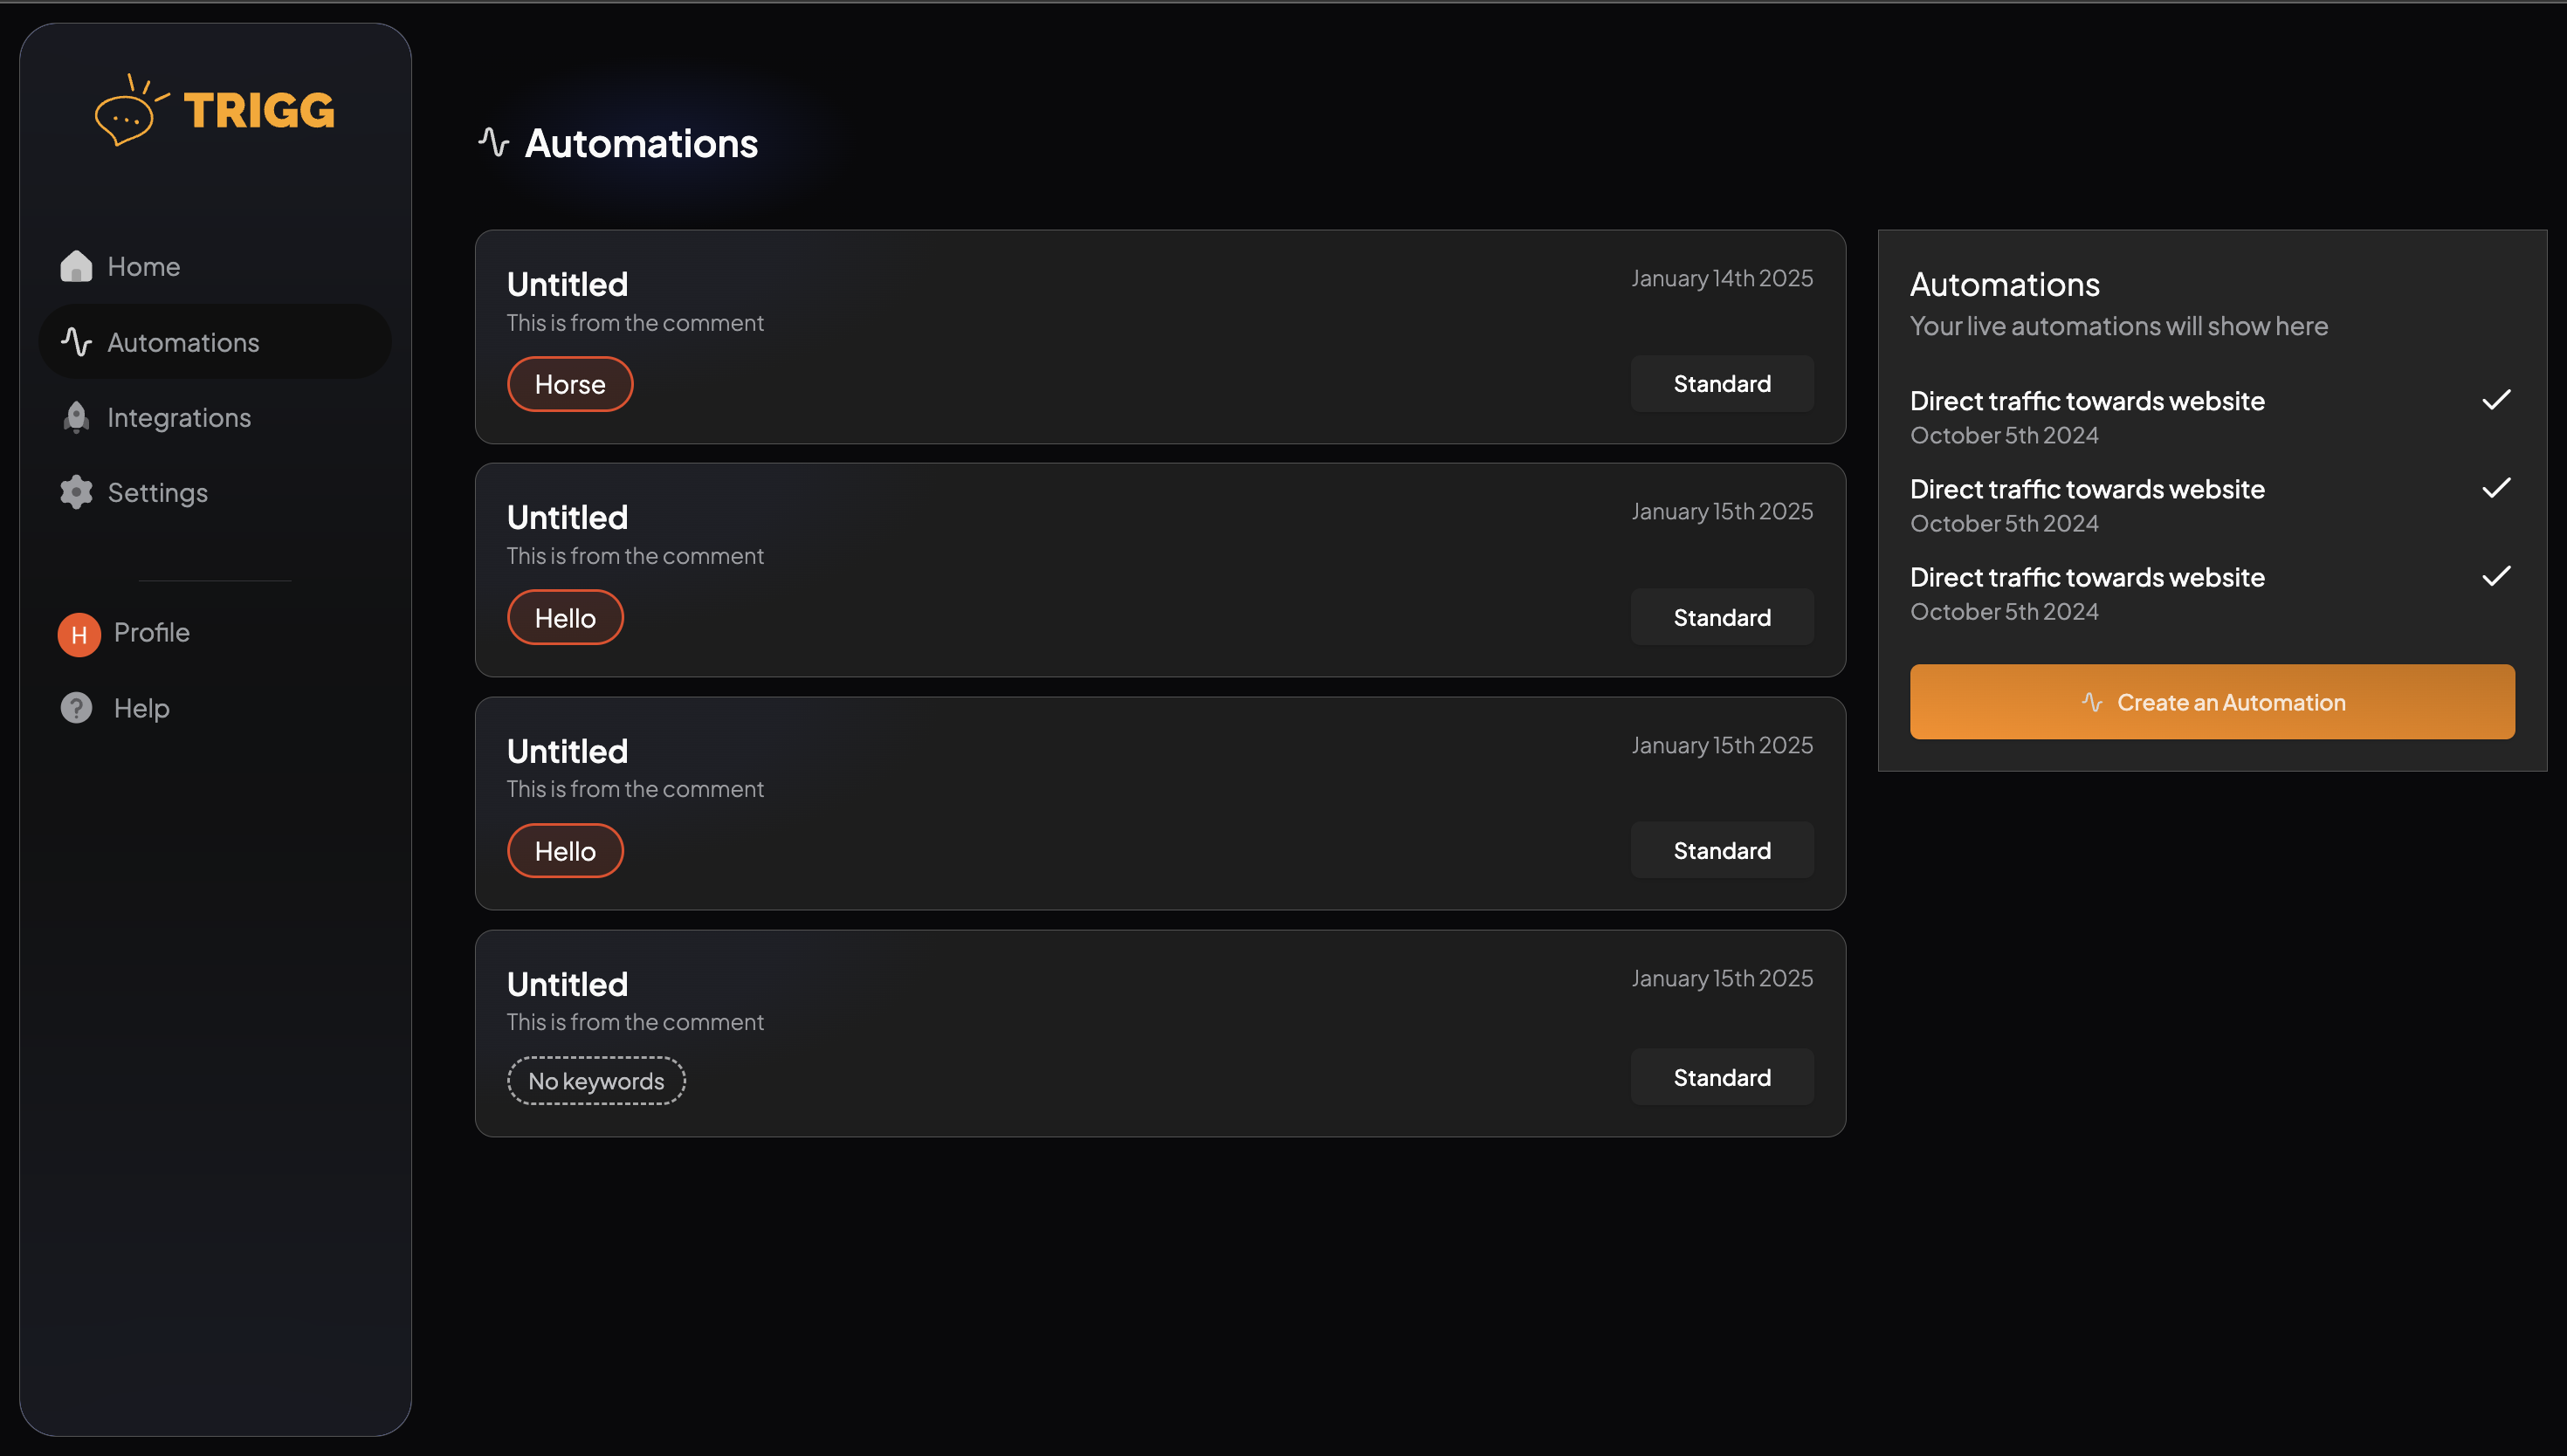 TRIGG
Home
Automations
Integrations
Settings
H Profile
Help
Automations
Untitled
January 14th 2025
This is from the comment
Horse
Standard
Untitled
January 15th 2025
This is from the comment
Hello
Standard
Untitled
January 15th 2025
This is from the comment
Hello
Standard
Untitled
January 15th 2025
This is from the comment
No keywords
Standard
Automations
Your live automations will show here
Direct traffic towards website
October 5th 2024
Direct traffic towards website
October 5th 2024
Direct traffic towards website
October 5th 2024
Create an Automation